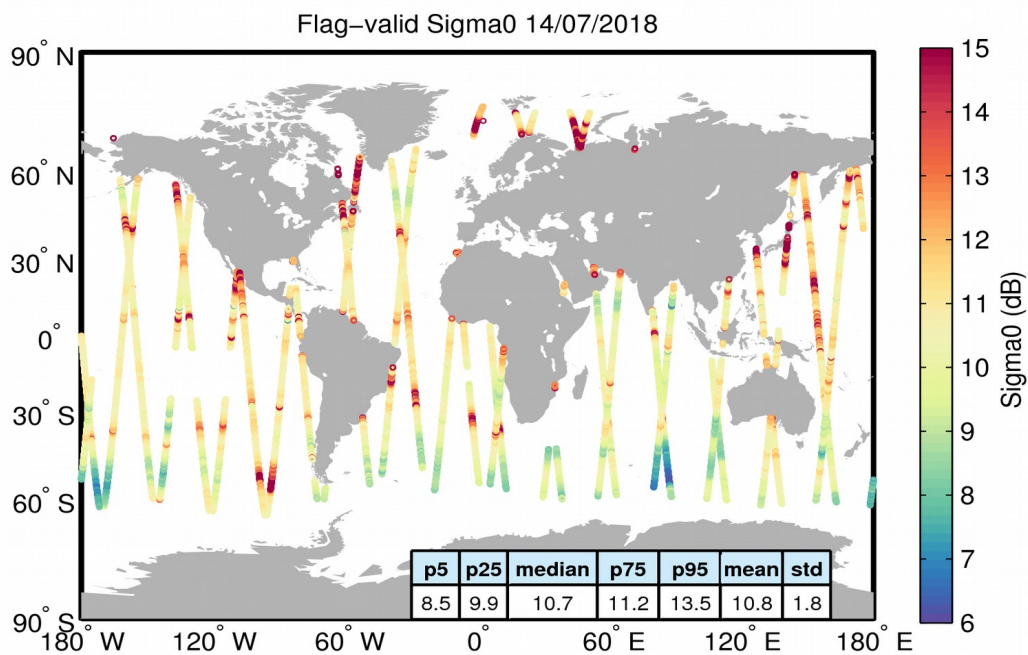 Flag−valid Sigma0 14/07/2018
90° N
60° N
30° N
0°
30° S
60° S
90° S
180° W
120° W
60° W
0°
60° E
120° E
180° E
15
14
13
12
11
10
9
8
7
6
Sigma0 (dB)
p5 p25 median p75 p95 mean std
8.5 9.9 10.7 11.2 13.5 10.8 1.8